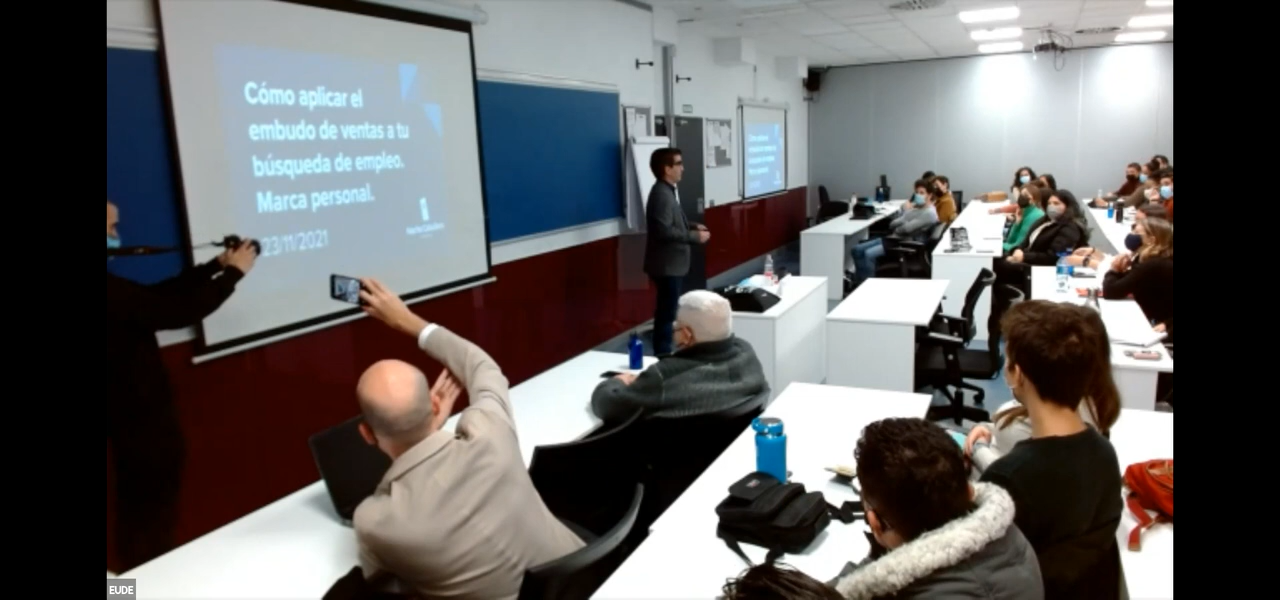 Cómo aplicar el
embudo de ventas a tu
búsqueda de empleo.
Marca personal.
23/11/2021
EUDE